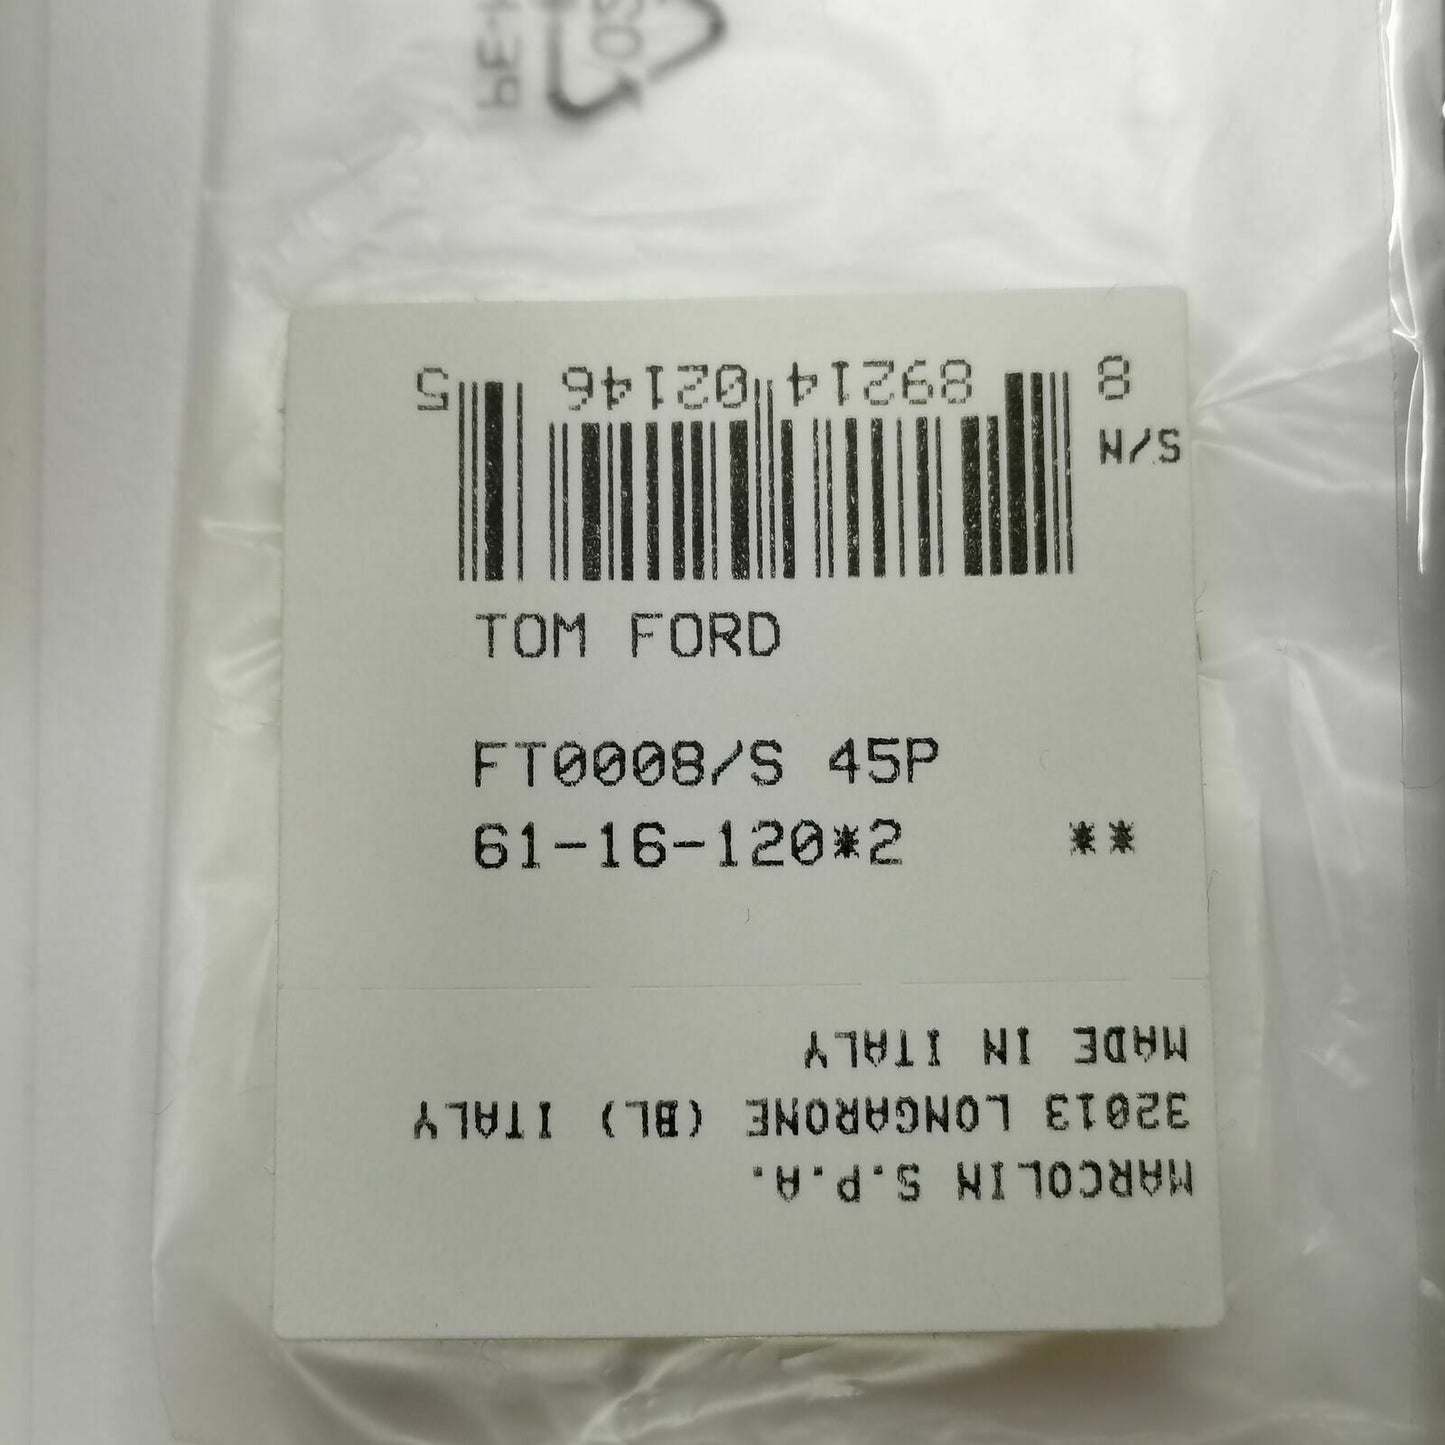 8 89214 02146 5
S/N
TOM FORD
FT0008/S 45P
61-16-120*2 **
MARCOLIN S.P.A.
32013 LONGARONE (BL) ITALY
MADE IN ITALY